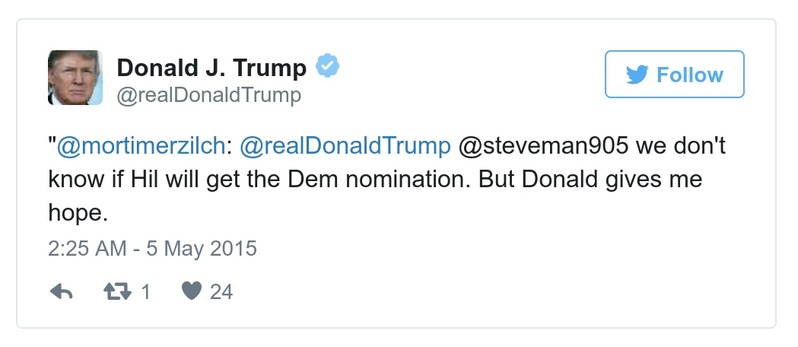 Donald J. Trump
@realDonaldTrump
Follow
"@mortimerzilch: @realDonaldTrump @steveman905 we don't
know if Hil will get the Dem nomination. But Donald gives me
hope.
2:25 AM - 5 May 2015
1 24